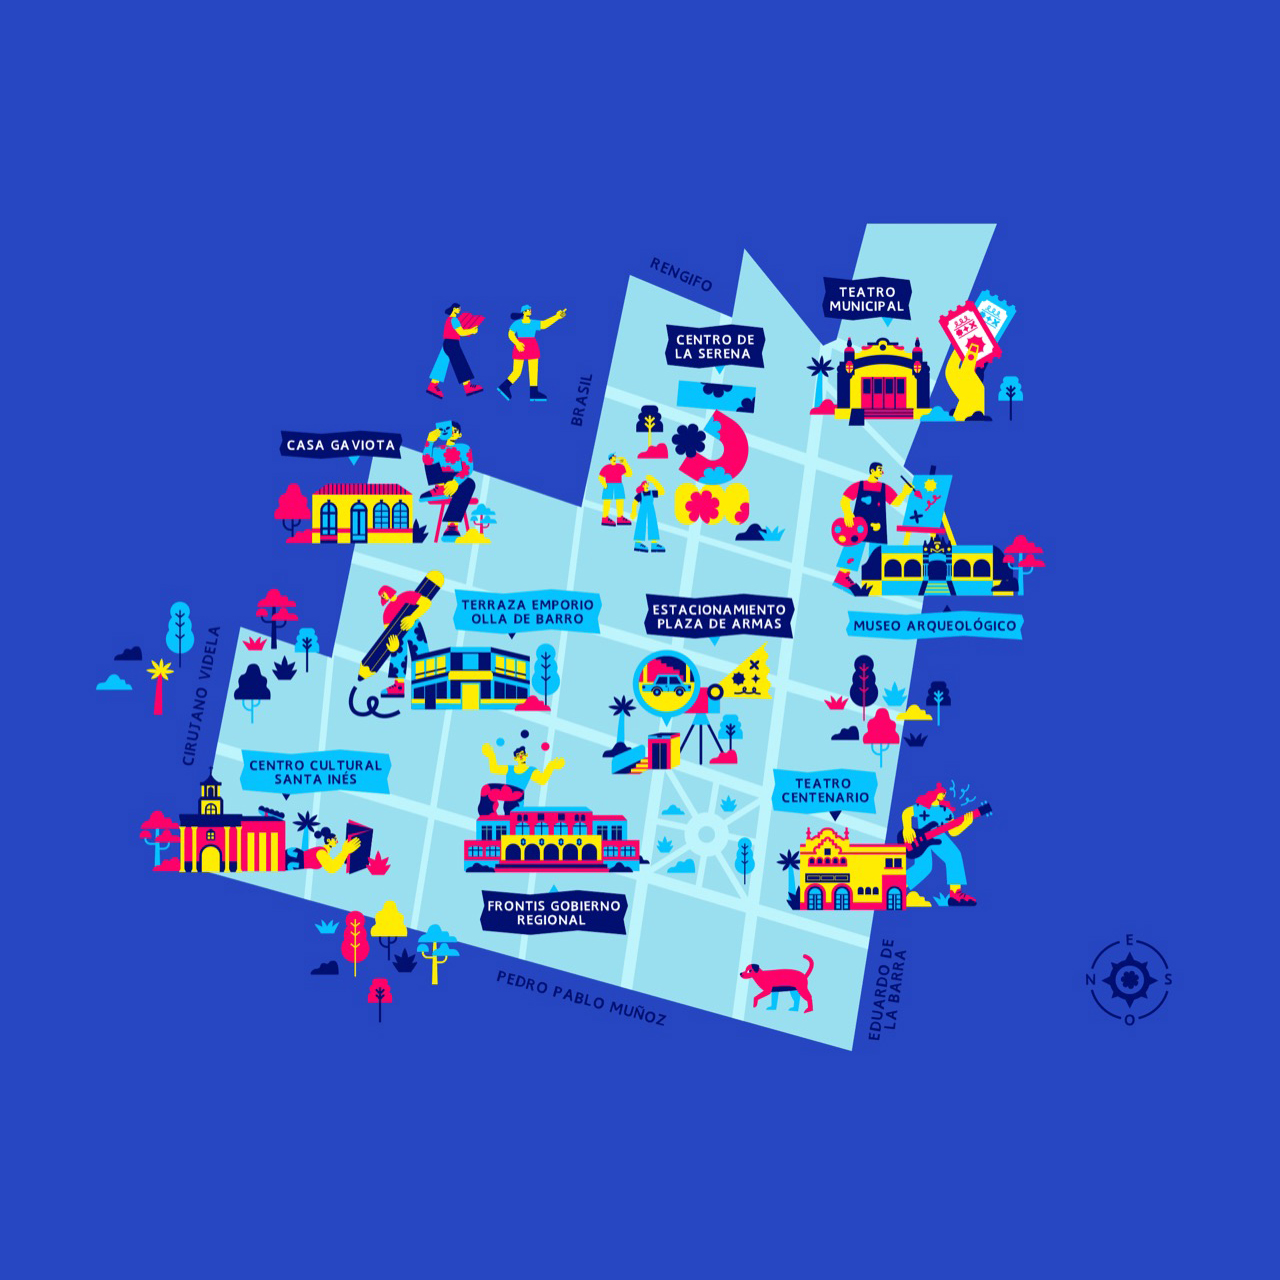 RENGIFO
TEATRO
MUNICIPAL
CENTRO DE
LA SERENA
BRASIL
CASA GAVIOTA
TERRAZA EMPORIO
OLLA DE BARRO
ESTACIONAMIENTO
PLAZA DE ARMAS
MUSEO ARQUEOLÓGICO
CIRUJANO VIDELA
CENTRO CULTURAL
SANTA INÉS
TEATRO
CENTENARIO
FRONTIS GOBIERNO
REGIONAL
PEDRO PABLO MUÑOZ
EDUARDO DE
LA BARRA
E
N S
O